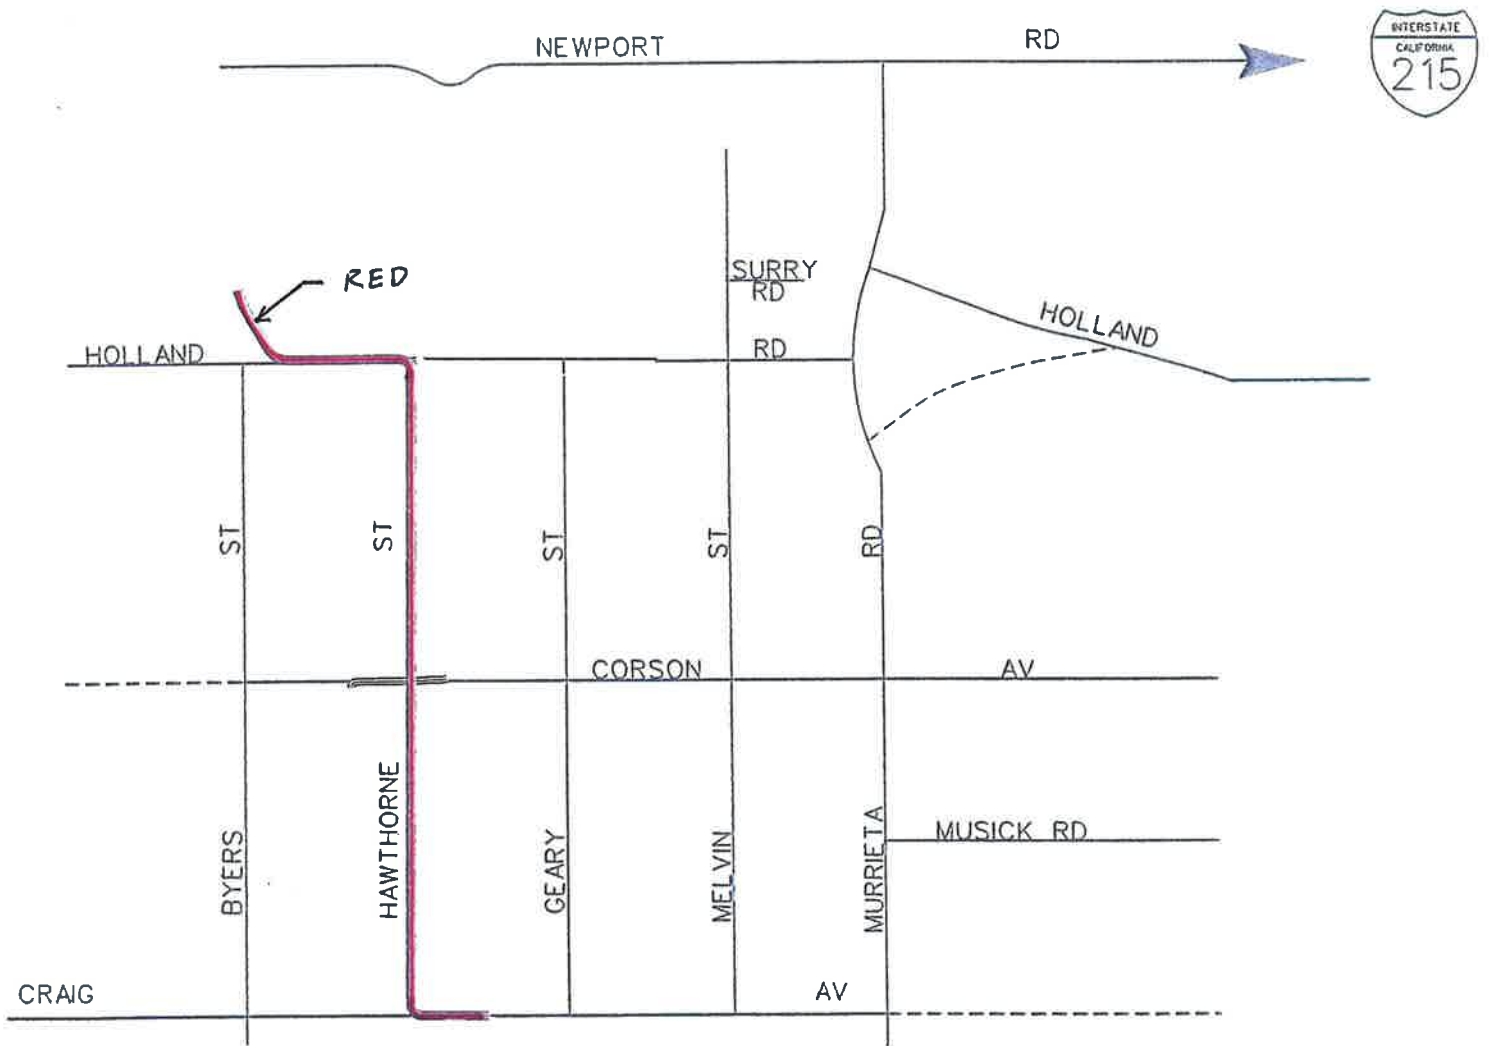 NEWPORT RD
INTERSTATE
CALIFORNIA
215
SURRY
RD
RED
HOLLAND
HOLLAND RD
ST ST ST ST RD
CORSON AV
BYERS
HAWTHORNE
GEARY
MELVIN
MURRIETA
MUSICK RD
CRAIG AV